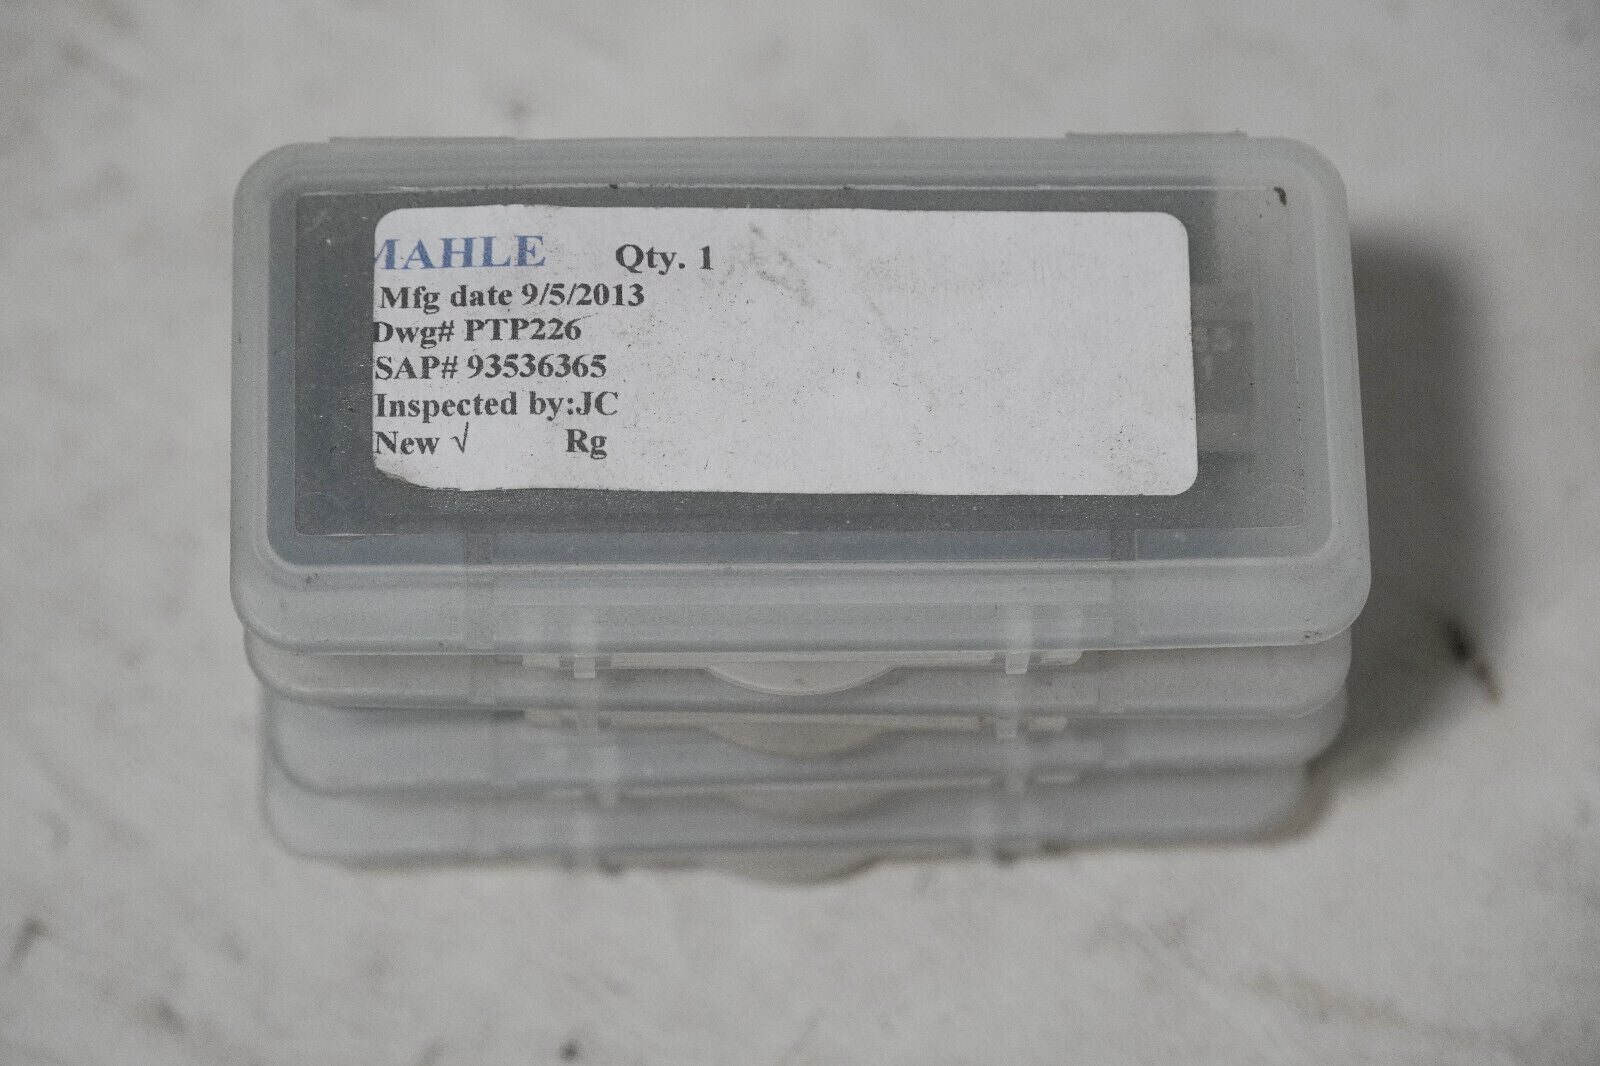 MAHLE Qty. 1
Mfg date 9/5/2013
Dwg# PTP226
SAP# 93536365
Inspected by:JC
New √ Rg